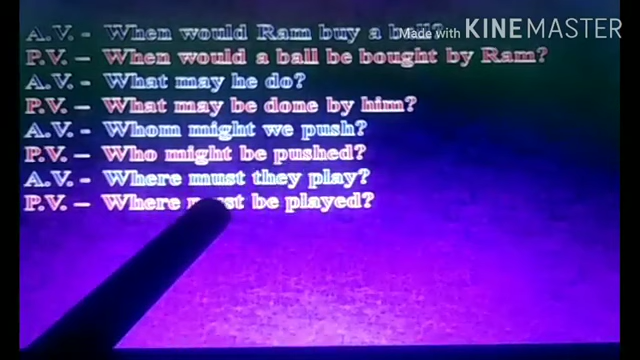 A.V. - When would Ram buy a ball?
Made with KINEMASTER
P.V. – When would a ball be bought by Ram?
A.V. - What may he do?
P.V. – What may be done by him?
A.V. - Whom might we push?
P.V. – Who might be pushed?
A.V. - Where must they play?
P.V. – Where must be played?